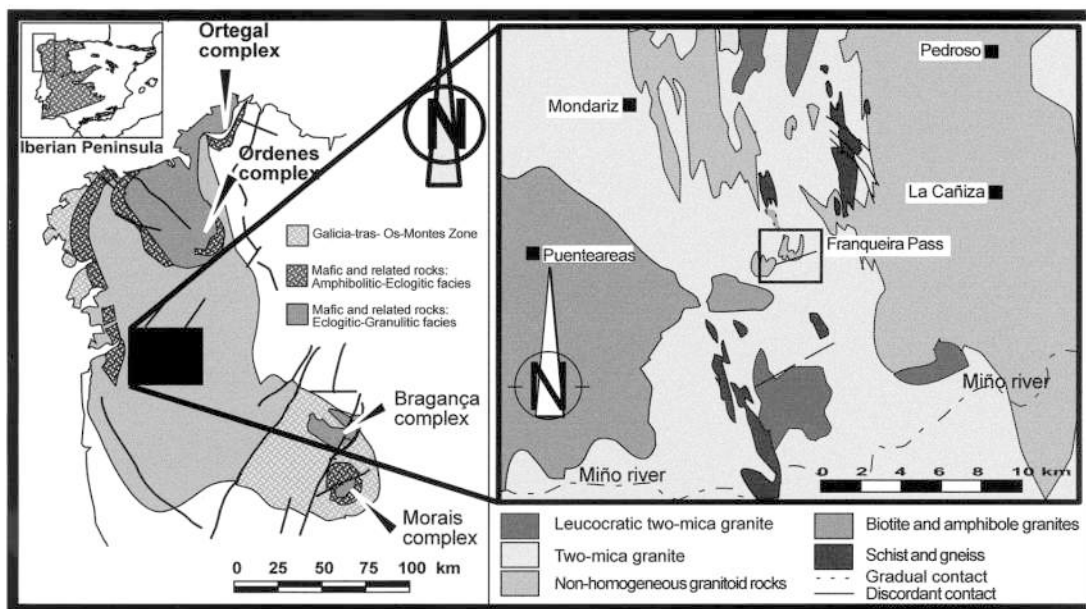 Ortegal
complex
Iberian Peninsula
N
Ordenes
complex
Galicia-tras- Os-Montes Zone
Mafic and related rocks:
Amphibolitic-Eclogitic facies
Mafic and related rocks:
Eclogitic-Granulitic facies
Bragança
complex
Morais
complex
0 25 50 75 100 km
Pedroso
Mondariz
La Cañiza
Franqueira Pass
Puenteareas
N
Miño river
Miño river
0 2 4 6 8 10 km
Leucocratic two-mica granite
Two-mica granite
Non-homogeneous granitoid rocks
Biotite and amphibole granites
Schist and gneiss
Gradual contact
Discordant contact